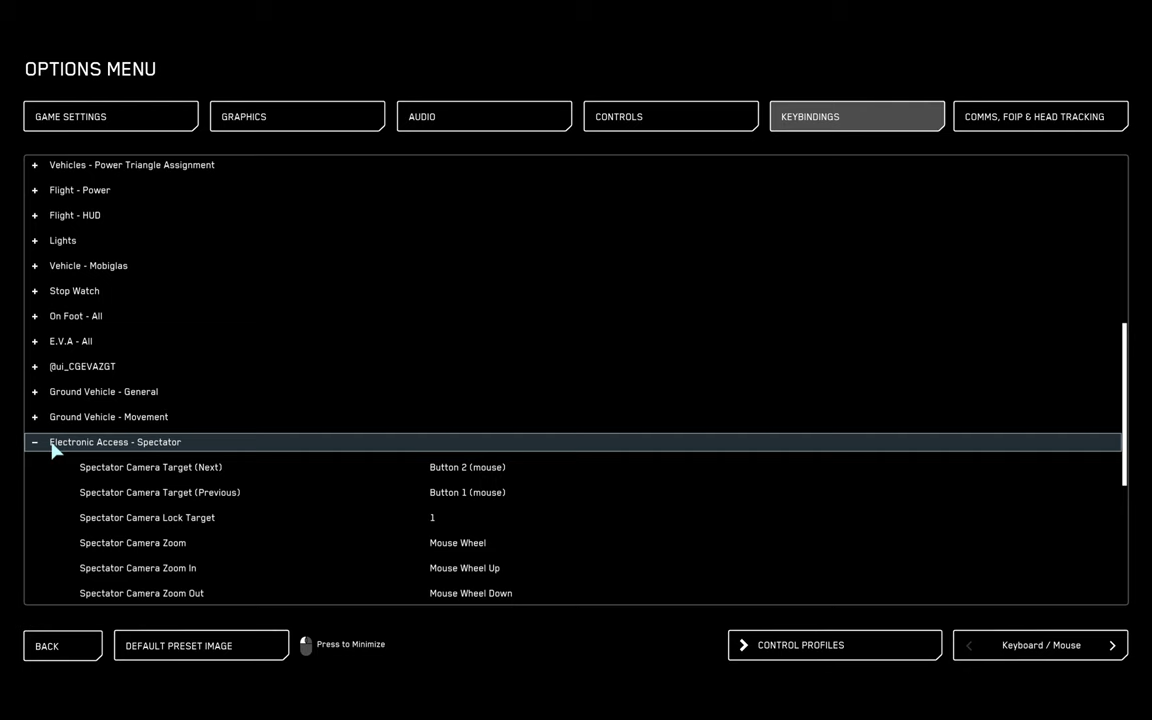 OPTIONS MENU
GAME SETTINGS
GRAPHICS
AUDIO
CONTROLS
KEYBINDINGS
COMMS, FOIP & HEAD TRACKING
+ Vehicles - Power Triangle Assignment
+ Flight - Power
+ Flight - HUD
+ Lights
+ Vehicle - Mobiglas
+ Stop Watch
+ On Foot - All
+ E.V.A - All
+ @ui_CGEVAZGT
+ Ground Vehicle - General
+ Ground Vehicle - Movement
- Electronic Access - Spectator
Spectator Camera Target (Next) Button 2 (mouse)
Spectator Camera Target (Previous) Button 1 (mouse)
Spectator Camera Lock Target 1
Spectator Camera Zoom Mouse Wheel
Spectator Camera Zoom In Mouse Wheel Up
Spectator Camera Zoom Out Mouse Wheel Down
BACK
DEFAULT PRESET IMAGE
Press to Minimize
CONTROL PROFILES
Keyboard / Mouse